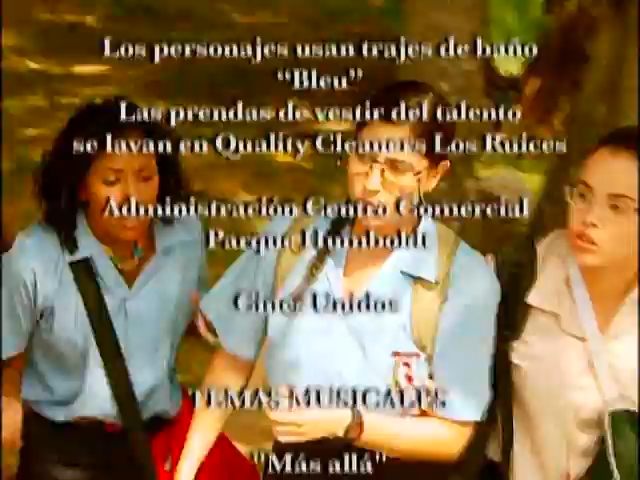 Los personajes usan trajes de baño
“Bleu”
Las prendas de vestir del talento
se lavan en Quality Cleaners Los Ruices
Administración Centro Comercial
Parque Humboldt
Cines Unidos
TEMAS MUSICALES
"Más allá"